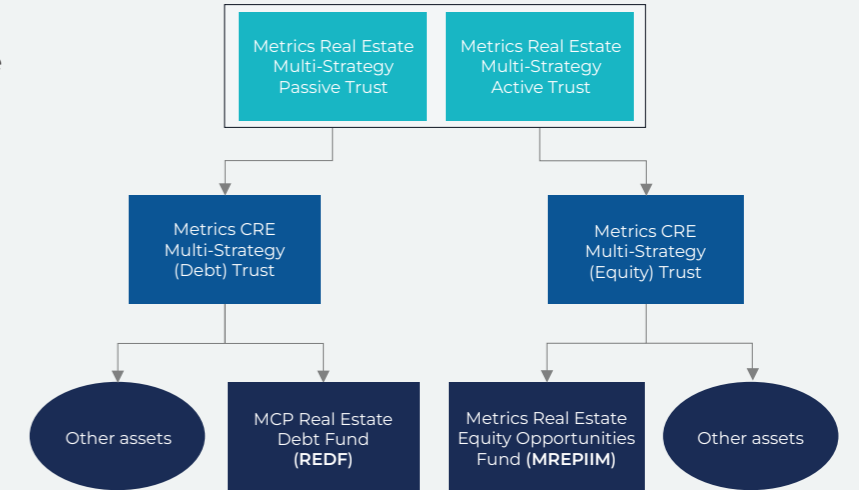 Metrics Real Estate
Multi-Strategy
Passive Trust
Metrics Real Estate
Multi-Strategy
Active Trust
Metrics CRE
Multi-Strategy
(Debt) Trust
Metrics CRE
Multi-Strategy
(Equity) Trust
Other assets
MCP Real Estate
Debt Fund
(REDF)
Metrics Real Estate
Equity Opportunities
Fund (MREPIIM)
Other assets